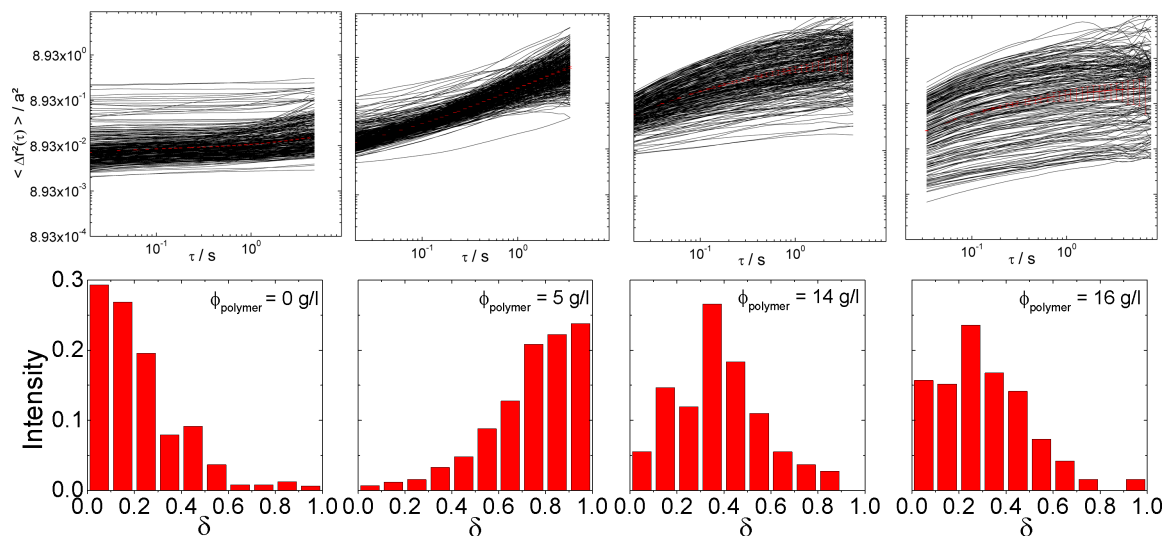 < Δr²(τ) > / a²
8.93x10⁰
8.93x10⁻¹
8.93x10⁻²
8.93x10⁻³
8.93x10⁻⁴
10⁻¹ 10⁰
τ / s
10⁻¹ 10⁰
τ / s
10⁻¹ 10⁰
τ / s
10⁻¹ 10⁰
τ / s
Intensity
0.3
0.2
0.1
0.0
ϕpolymer = 0 g/l
0.0 0.2 0.4 0.6 0.8 1.0
δ
ϕpolymer = 5 g/l
0.0 0.2 0.4 0.6 0.8 1.0
δ
ϕpolymer = 14 g/l
0.0 0.2 0.4 0.6 0.8 1.0
δ
ϕpolymer = 16 g/l
0.0 0.2 0.4 0.6 0.8 1.0
δ